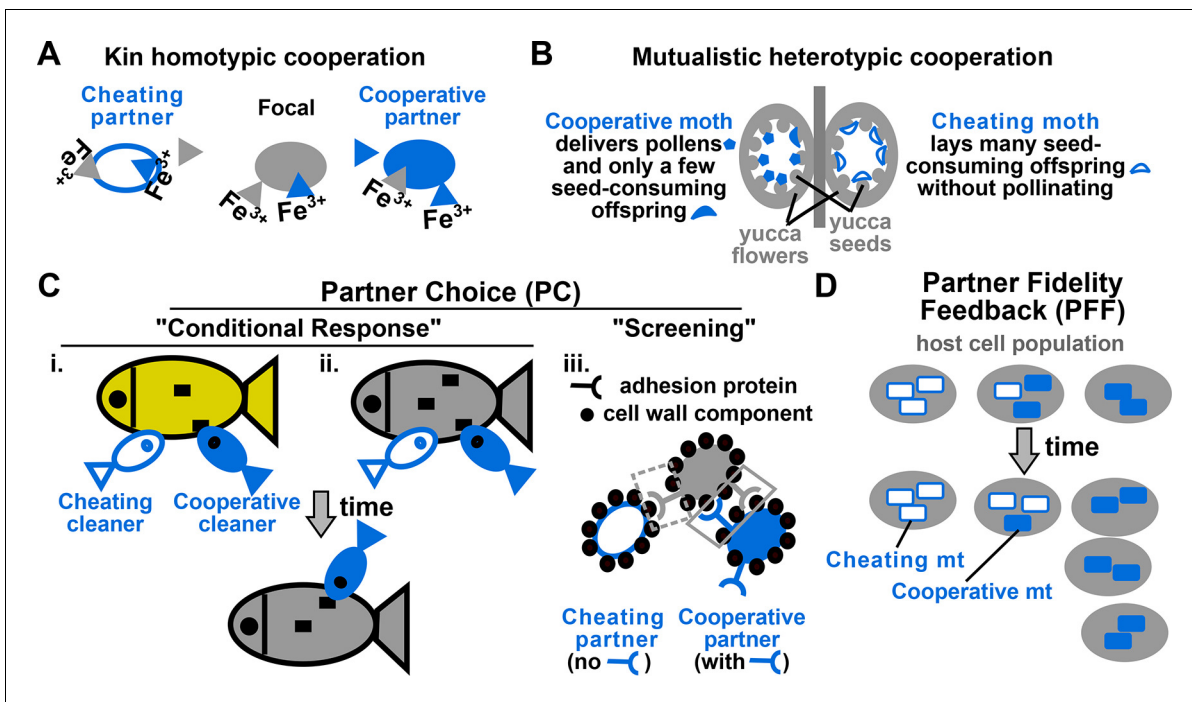 A
Kin homotypic cooperation
Cheating
partner
Focal
Cooperative
partner
Fe3+
Fe3+
Fe3+
Fe3+
Fe3+
Fe3+
B
Mutualistic heterotypic cooperation
Cooperative moth
delivers pollens
and only a few
seed-consuming
offspring
Cheating moth
lays many seed-
consuming offspring
without pollinating
yucca
flowers
yucca
seeds
C
Partner Choice (PC)
"Conditional Response"
"Screening"
i.
ii.
iii.
adhesion protein
cell wall component
Cheating
cleaner
Cooperative
cleaner
time
Cheating
partner
(no )
Cooperative
partner
(with )
D
Partner Fidelity
Feedback (PFF)
host cell population
time
Cheating mt
Cooperative mt